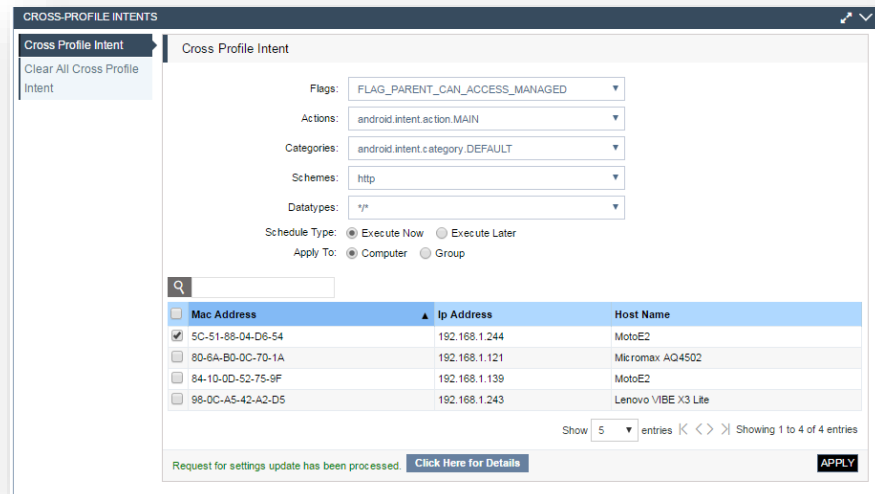 CROSS-PROFILE INTENTS
Cross Profile Intent
Clear All Cross Profile
Intent
Cross Profile Intent
Flags: FLAG_PARENT_CAN_ACCESS_MANAGED
Actions: android.intent.action.MAIN
Categories: android.intent.category.DEFAULT
Schemes: http
Datatypes: */*
Schedule Type: Execute Now Execute Later
Apply To: Computer Group
Mac Address Ip Address Host Name
5C-51-88-04-D6-54 192.168.1.244 MotoE2
80-6A-B0-0C-70-1A 192.168.1.121 Micromax AQ4502
84-10-0D-52-75-9F 192.168.1.139 MotoE2
98-0C-A5-42-A2-D5 192.168.1.243 Lenovo VIBE X3 Lite
Show 5 entries Showing 1 to 4 of 4 entries
Request for settings update has been processed. Click Here for Details APPLY